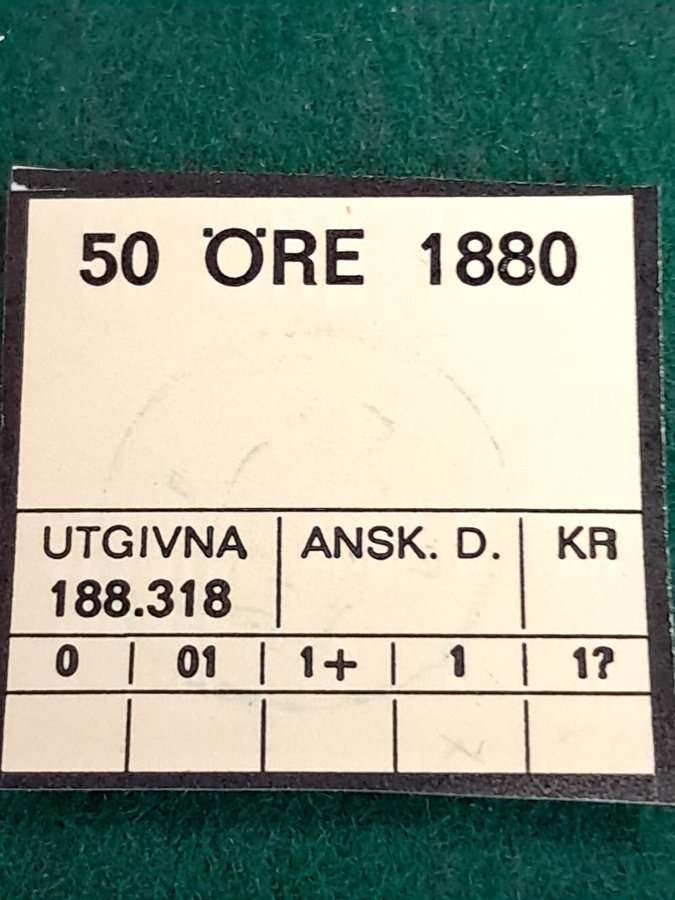 50 ÖRE 1880
UTGIVNA ANSK. D. KR
188.318
0 01 1+ 1 1?